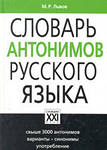 М.Р. Львов
СЛОВАРЬ
АНТОНИМОВ
РУССКОГО
ЯЗЫКА
XXI
свыше 3000 антонимов
варианты - синонимы
употребление